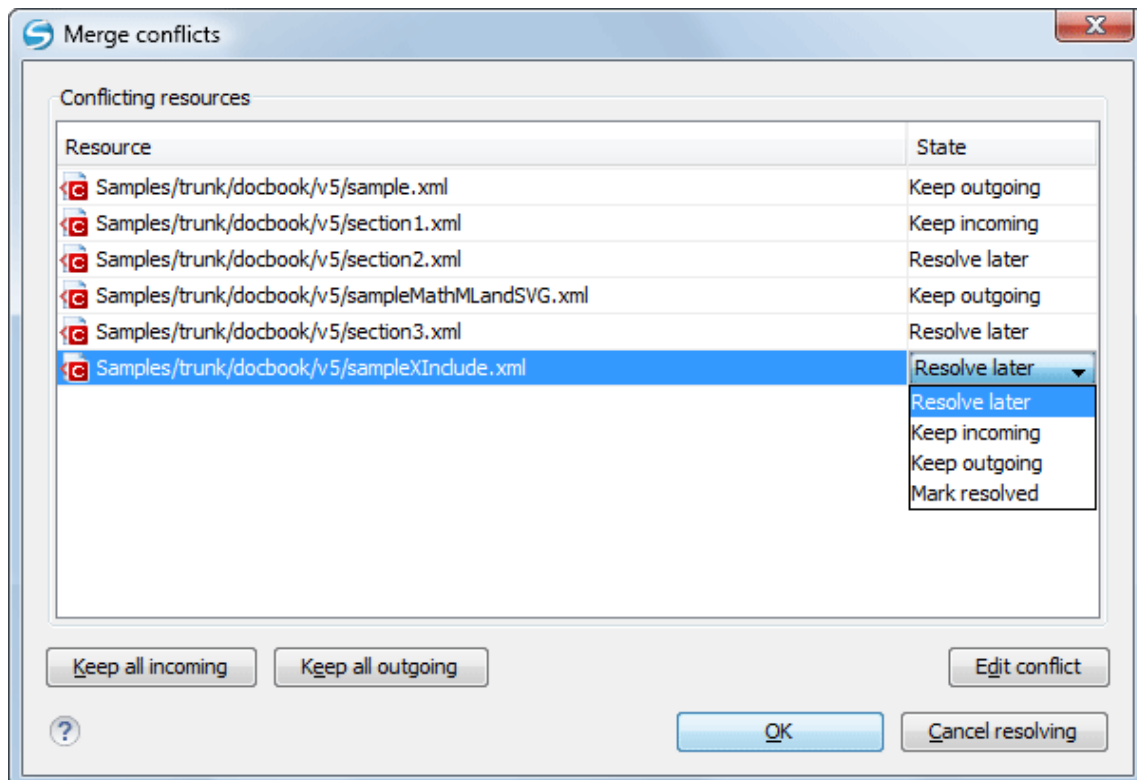 Merge conflicts
X
Conflicting resources
Resource State
Samples/trunk/docbook/v5/sample.xml Keep outgoing
Samples/trunk/docbook/v5/section1.xml Keep incoming
Samples/trunk/docbook/v5/section2.xml Resolve later
Samples/trunk/docbook/v5/sampleMathMLandSVG.xml Keep outgoing
Samples/trunk/docbook/v5/section3.xml Resolve later
Samples/trunk/docbook/v5/sampleXInclude.xml Resolve later
Resolve later
Keep incoming
Keep outgoing
Mark resolved
Keep all incoming Keep all outgoing Edit conflict
? OK Cancel resolving